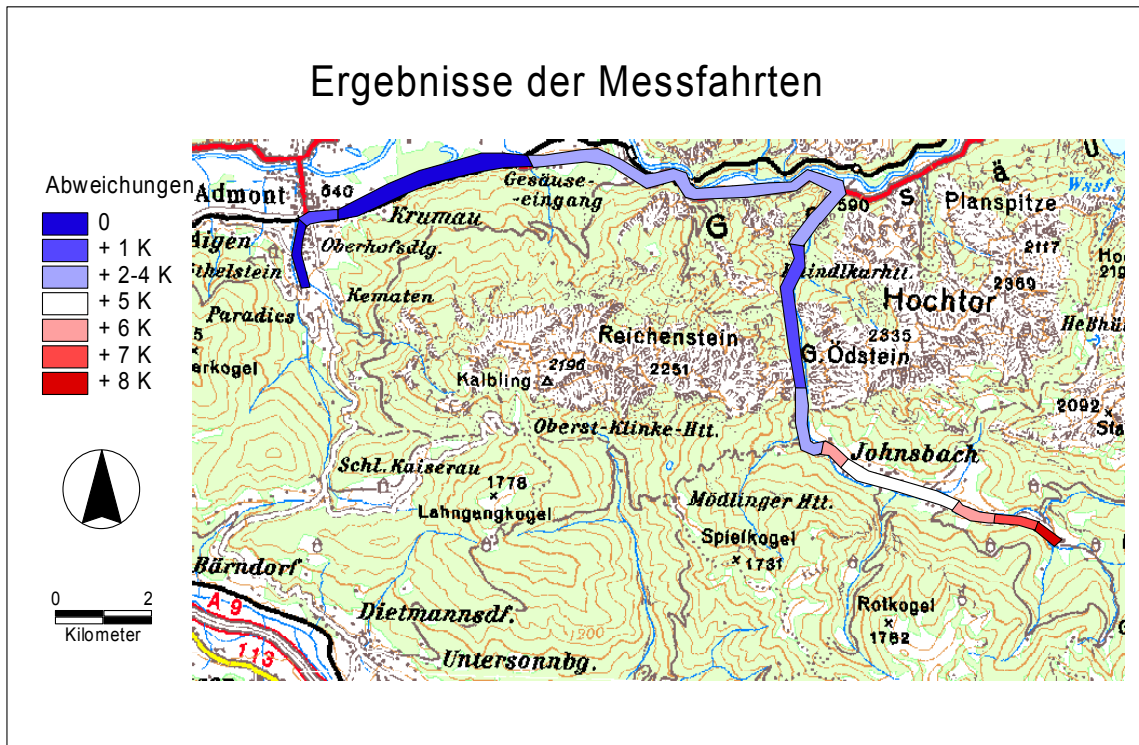 Ergebnisse der Messfahrten
Abweichungen
0
+ 1 K
+ 2-4 K
+ 5 K
+ 6 K
+ 7 K
+ 8 K
0 2
Kilometer
Admont
640
Krumau
Gesäuse-
-eingang
Oberhofsdlg.
Aigen
Paradies
Kematen
G
s
ä
U
590
Planspitze
Wssf.
2117
2369
Hochtor
2335
G. Ödstein
Reichenstein
2251
2196
Kalbling
Oberst-Klinke-Htt.
2092
Johnsbach
Schl. Kaiserau
1778
Lahngangkogel
Mödlinger Htt.
Spielkogel
1731
Rotkogel
1762
Bärndorf
A 9
113
Dietmannsdf.
1200
Untersonnbg.